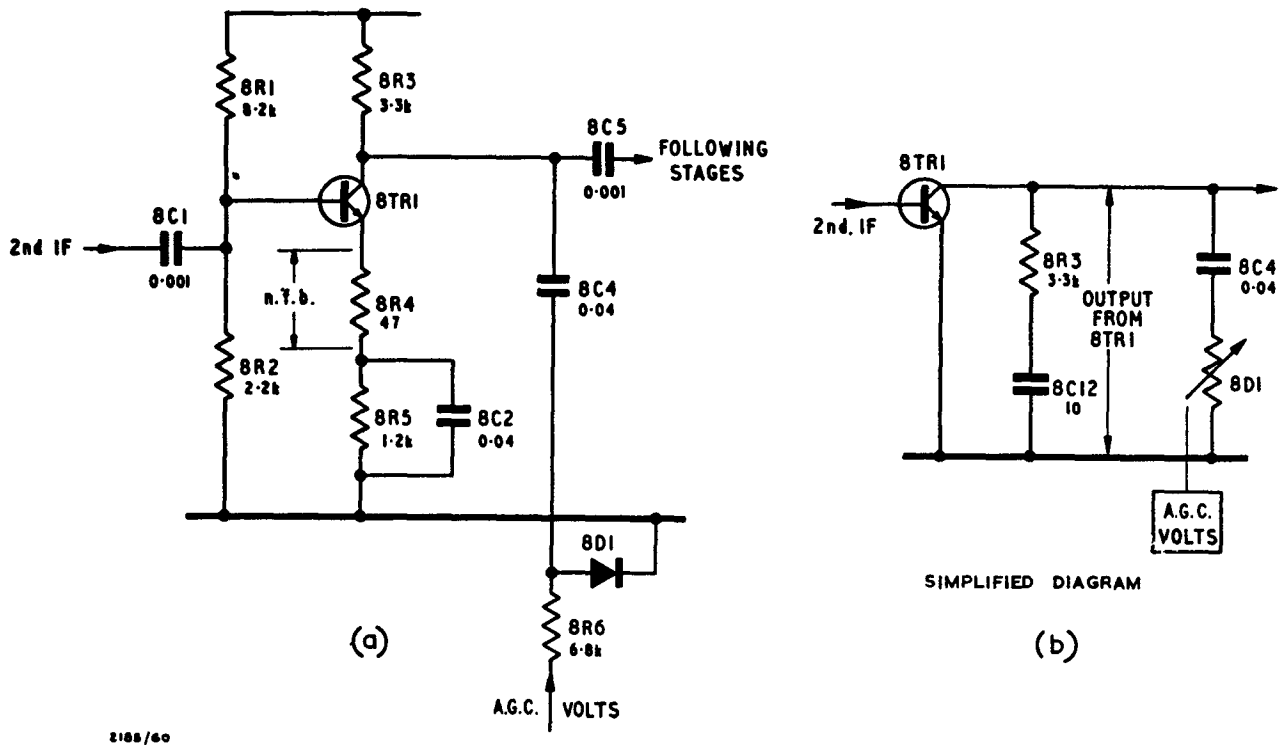 8R1
8·2k
8R3
3·3k
8C5
0·001
FOLLOWING
STAGES
8TR1
8C1
2nd IF
0·001
n.f.b.
8R4
47
8C4
0·04
8R2
2·2k
8R5
1·2k
8C2
0·04
8D1
8R6
6·8k
(a)
A.G.C. VOLTS
2188/60
8TR1
2nd. IF
8R3
3·3k
OUTPUT
FROM
8TR1
8C4
0·04
8C12
10
8D1
A.G.C.
VOLTS
SIMPLIFIED DIAGRAM
(b)